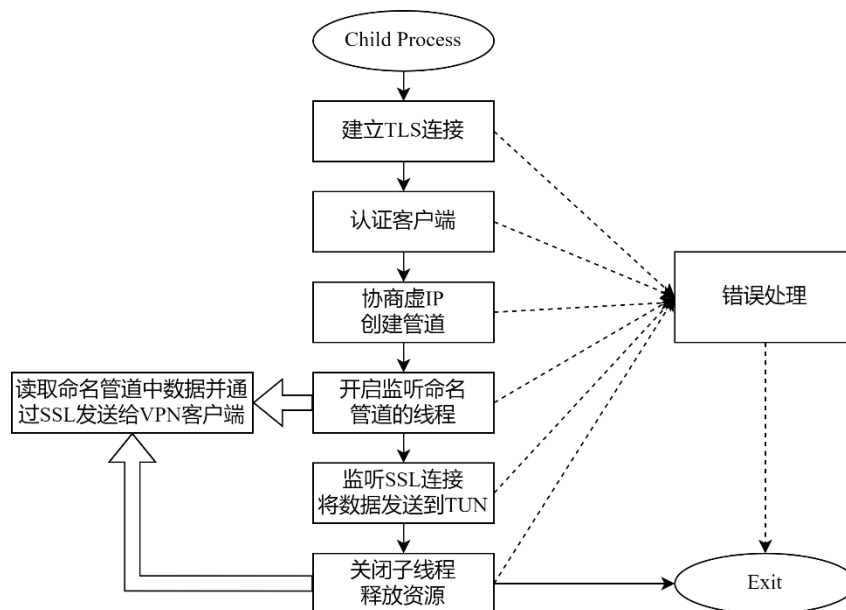 Child Process
建立TLS连接
认证客户端
协商虚IP
创建管道
错误处理
读取命名管道中数据并通
过SSL发送给VPN客户端
开启监听命名
管道的线程
监听SSL连接
将数据发送到TUN
关闭子线程
释放资源
Exit